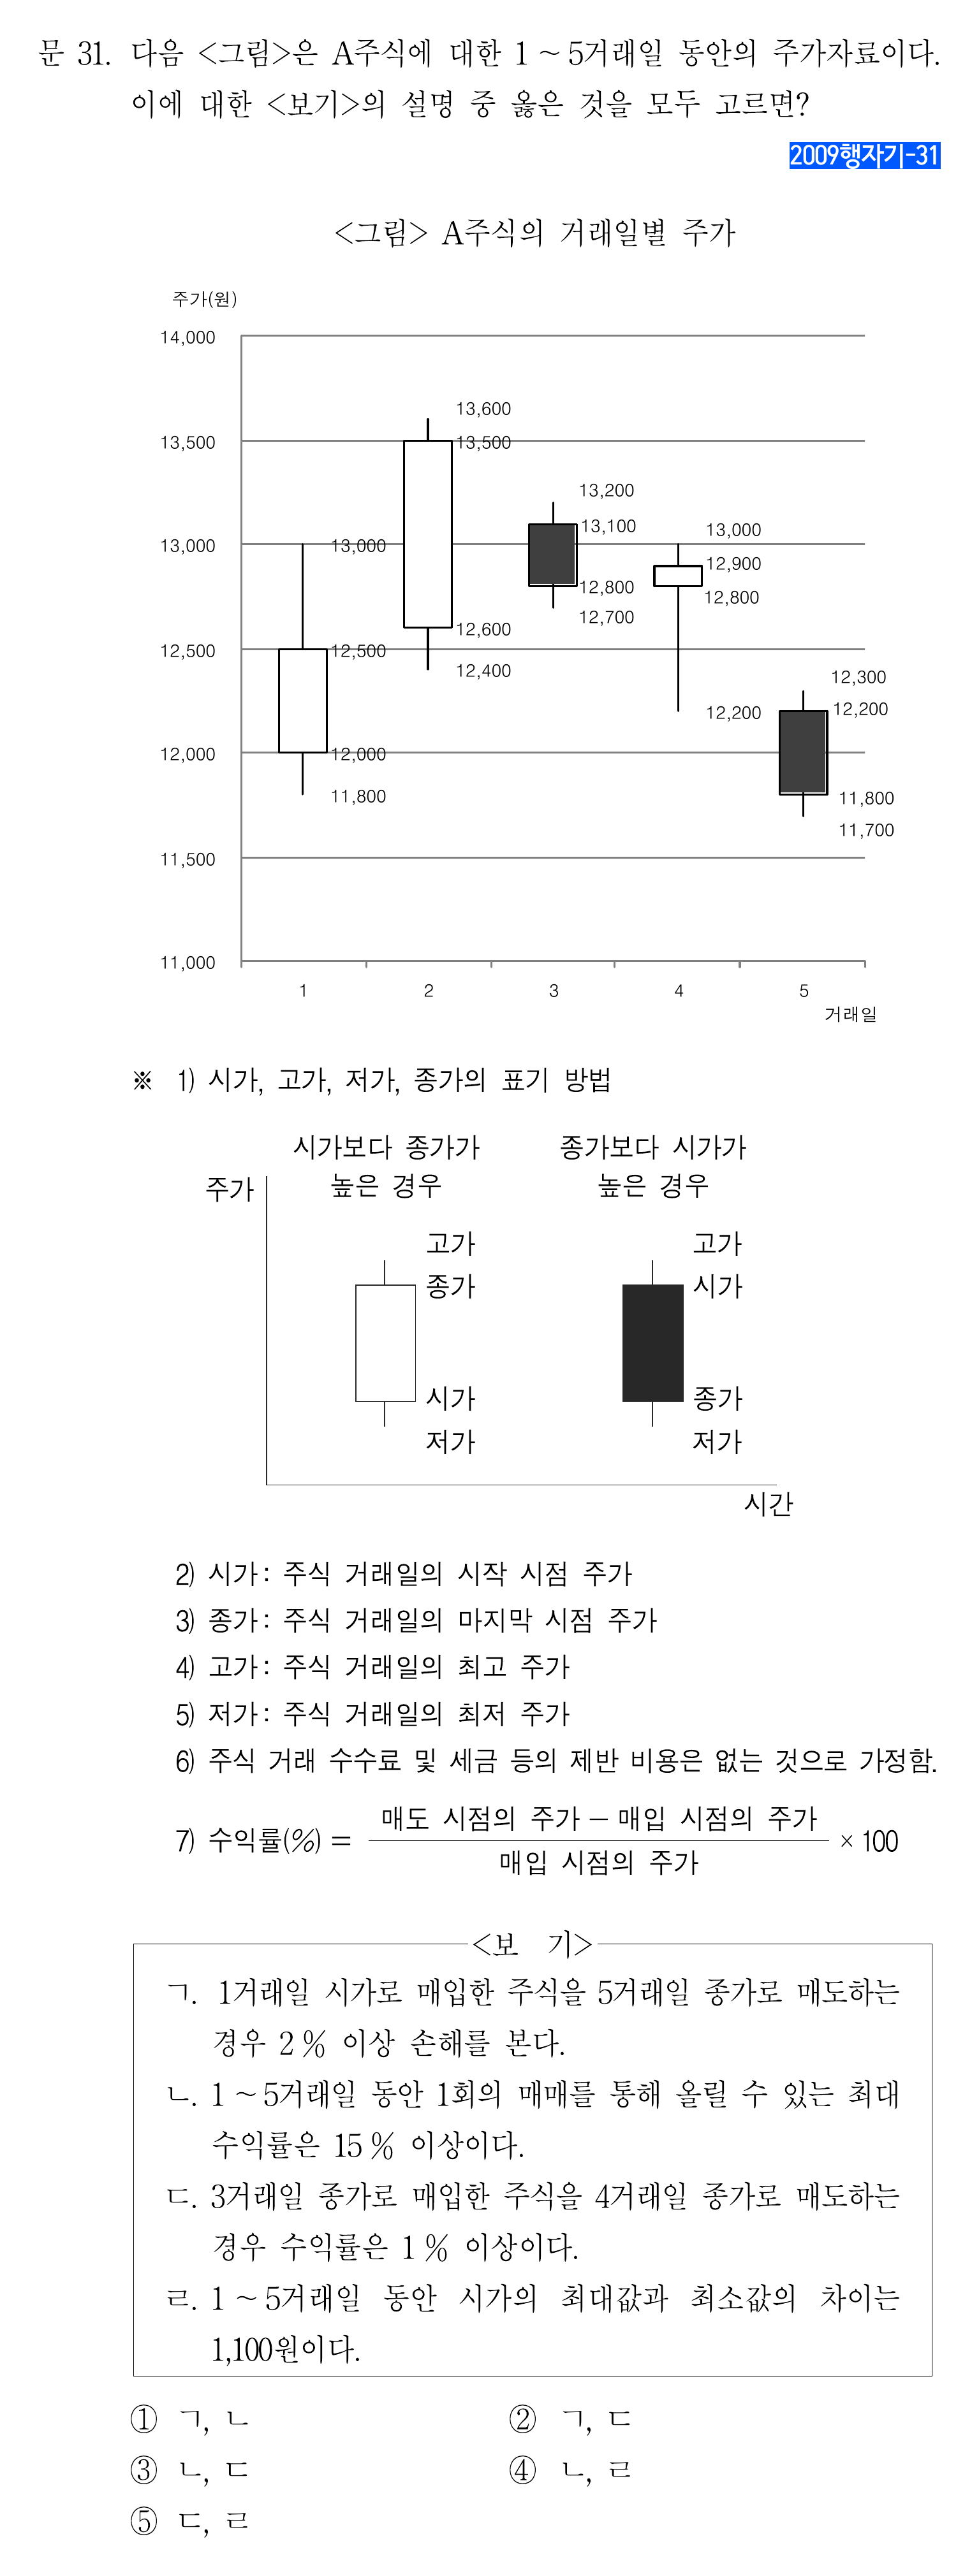 문 31. 다음 <그림>은 A주식에 대한 1 ~ 5거래일 동안의 주가자료이다.
이에 대한 <보기>의 설명 중 옳은 것을 모두 고르면?
2009행자기-31
<그림> A주식의 거래일별 주가
주가(원)
14,000
13,600
13,500
13,500
13,200
13,100
13,000
12,900
13,000
13,000
12,800
12,800
12,700
12,600
12,500
12,500
12,400
12,300
12,200
12,200
12,000
12,000
11,800
11,800
11,700
11,500
11,000
1 2 3 4 5
거래일
※ 1) 시가, 고가, 저가, 종가의 표기 방법
시가보다 종가가 종가보다 시가가
주가 높은 경우 높은 경우
고가 고가
종가 시가
시가 종가
저가 저가
시간
2) 시가 : 주식 거래일의 시작 시점 주가
3) 종가 : 주식 거래일의 마지막 시점 주가
4) 고가 : 주식 거래일의 최고 주가
5) 저가 : 주식 거래일의 최저 주가
6) 주식 거래 수수료 및 세금 등의 제반 비용은 없는 것으로 가정함.
매도 시점의 주가 – 매입 시점의 주가
7) 수익률(%) = × 100
매입 시점의 주가
<보 기>
ㄱ. 1거래일 시가로 매입한 주식을 5거래일 종가로 매도하는
경우 2 % 이상 손해를 본다.
ㄴ. 1 ~ 5거래일 동안 1회의 매매를 통해 올릴 수 있는 최대
수익률은 15 % 이상이다.
ㄷ. 3거래일 종가로 매입한 주식을 4거래일 종가로 매도하는
경우 수익률은 1 % 이상이다.
ㄹ. 1 ~ 5거래일 동안 시가의 최대값과 최소값의 차이는
1,100원이다.
① ㄱ, ㄴ ② ㄱ, ㄷ
③ ㄴ, ㄷ ④ ㄴ, ㄹ
⑤ ㄷ, ㄹ